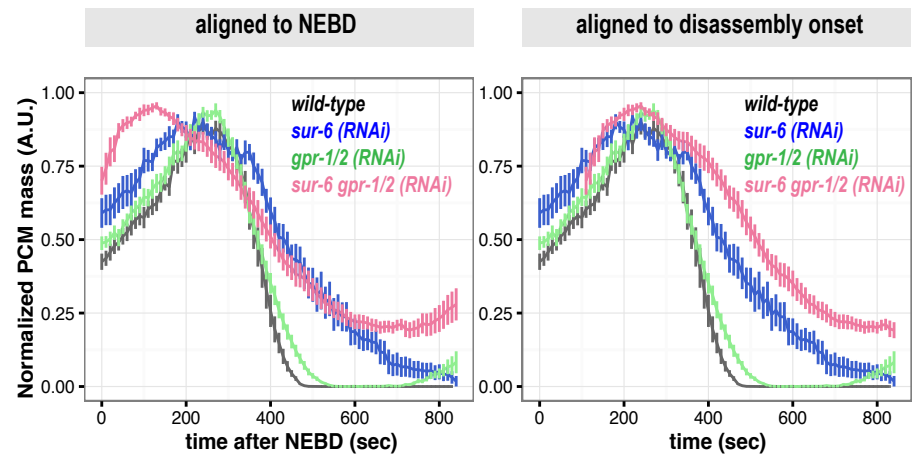 aligned to NEBD
aligned to disassembly onset
Normalized PCM mass (A.U.)
1.00
0.75
0.50
0.25
0.00
wild-type
sur-6 (RNAi)
gpr-1/2 (RNAi)
sur-6 gpr-1/2 (RNAi)
0 200 400 600 800
time after NEBD (sec)
1.00
0.75
0.50
0.25
0.00
wild-type
sur-6 (RNAi)
gpr-1/2 (RNAi)
sur-6 gpr-1/2 (RNAi)
0 200 400 600 800
time (sec)